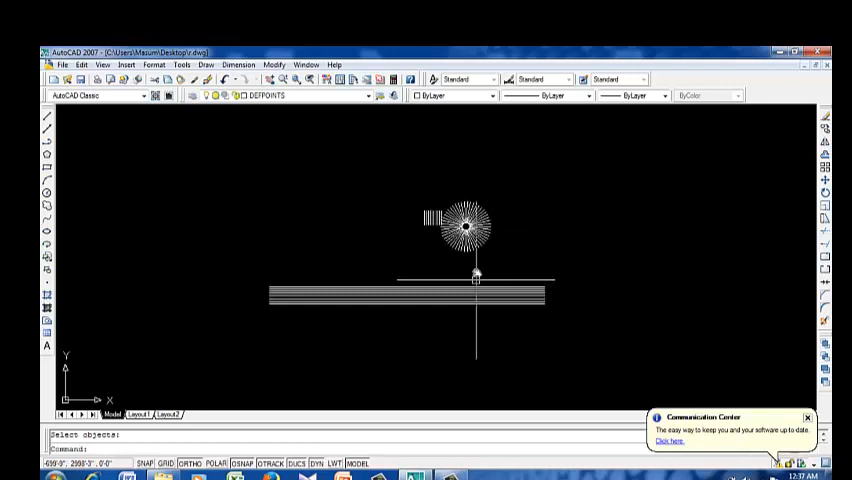 AutoCAD 2007 - [C:\Users\Mazum\Desktop\r.dwg]
File Edit View Insert Format Tools Draw Dimension Modify Window Help
Standard Standard Standard
AutoCAD Classic DEFPOINTS ByLayer ByLayer ByLayer ByColor
Y
X
A
Model Layout1 Layout2
Communication Center
The easy way to keep you and your software up to date.
Click here.
Select objects:
Command:
SNAP GRID ORTHO POLAR OSNAP OTRACK DUCS DYN LWT MODEL
12:37 AM